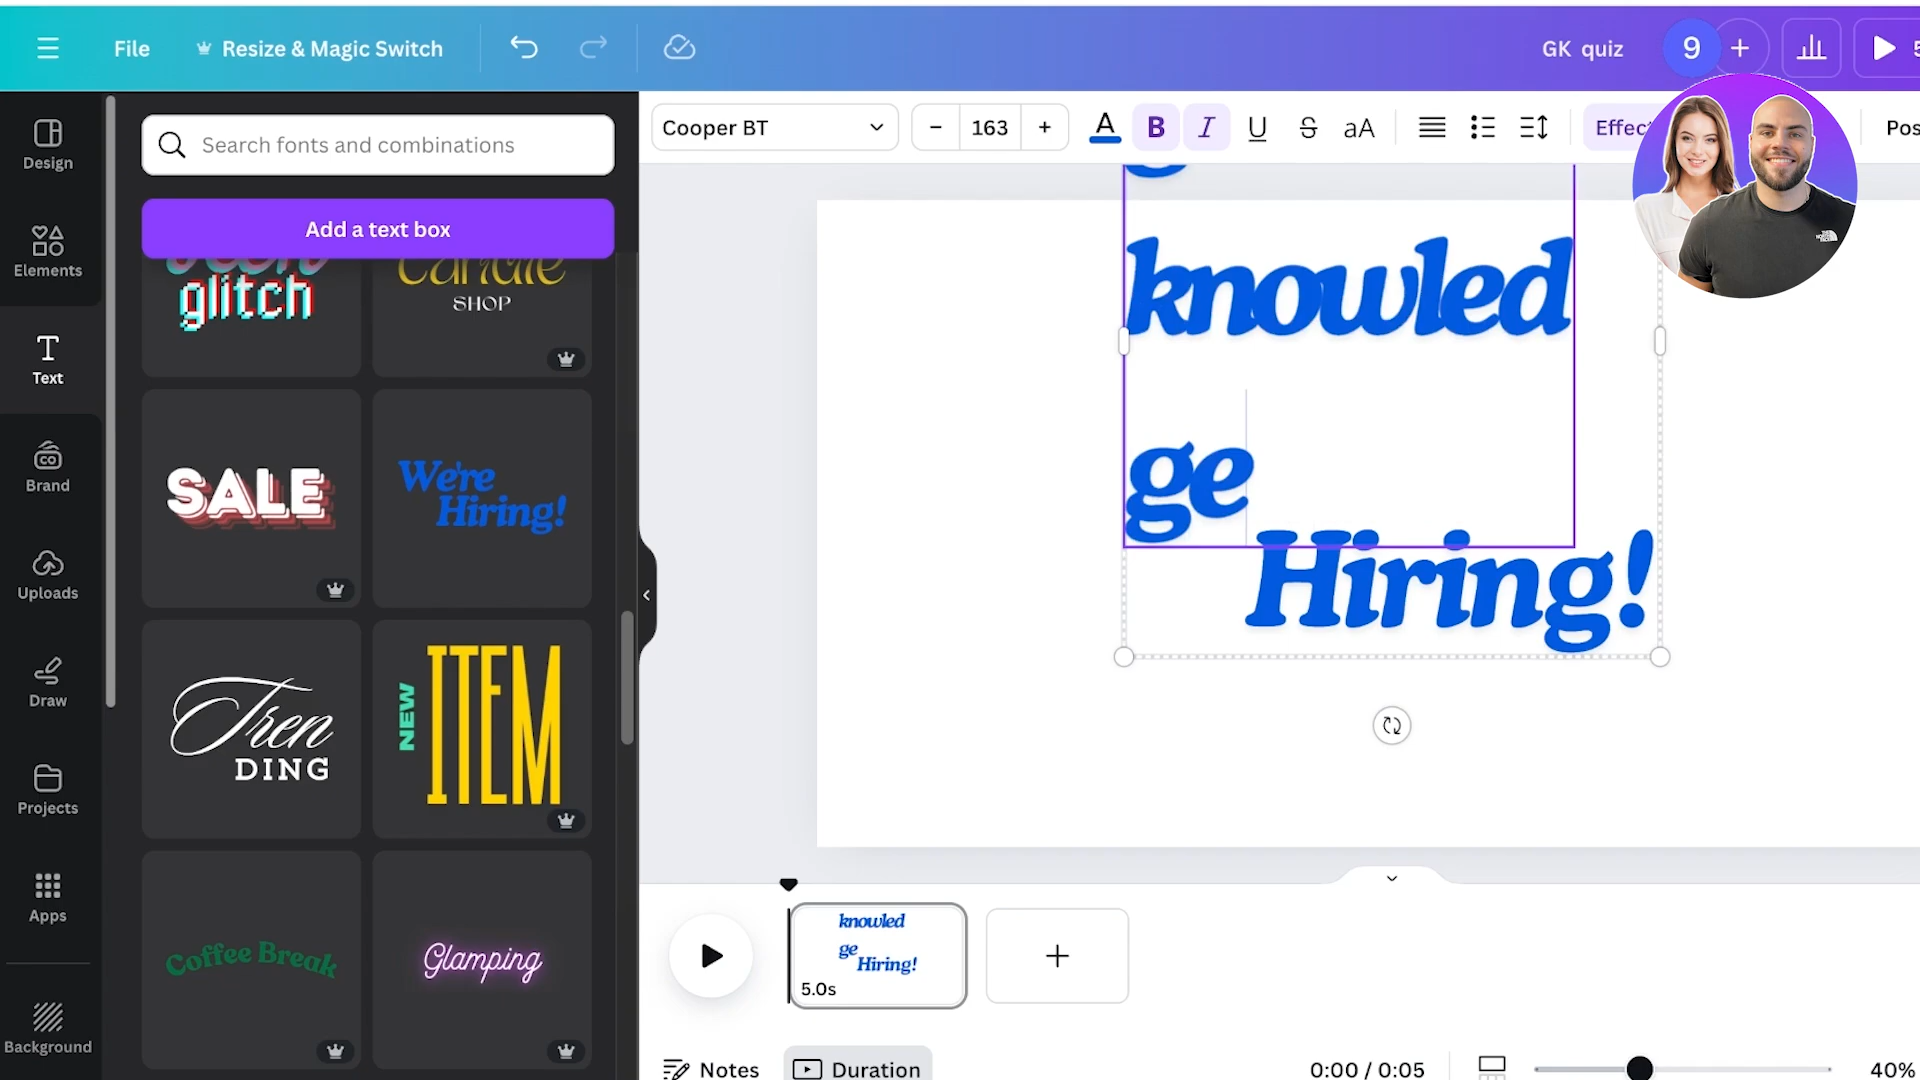 File
Resize & Magic Switch
GK quiz
9
Design
Elements
Text
Brand
Uploads
Draw
Projects
Apps
Background
Search fonts and combinations
Add a text box
glitch
SHOP
SALE
We're
Hiring!
Tren
DING
NEW
ITEM
Coffee Break
Glamping
Cooper BT
163
A
B
I
U
S
aA
knowled
ge
Hiring!
knowled
ge
Hiring!
5.0s
Notes
Duration
0:00 / 0:05
40%